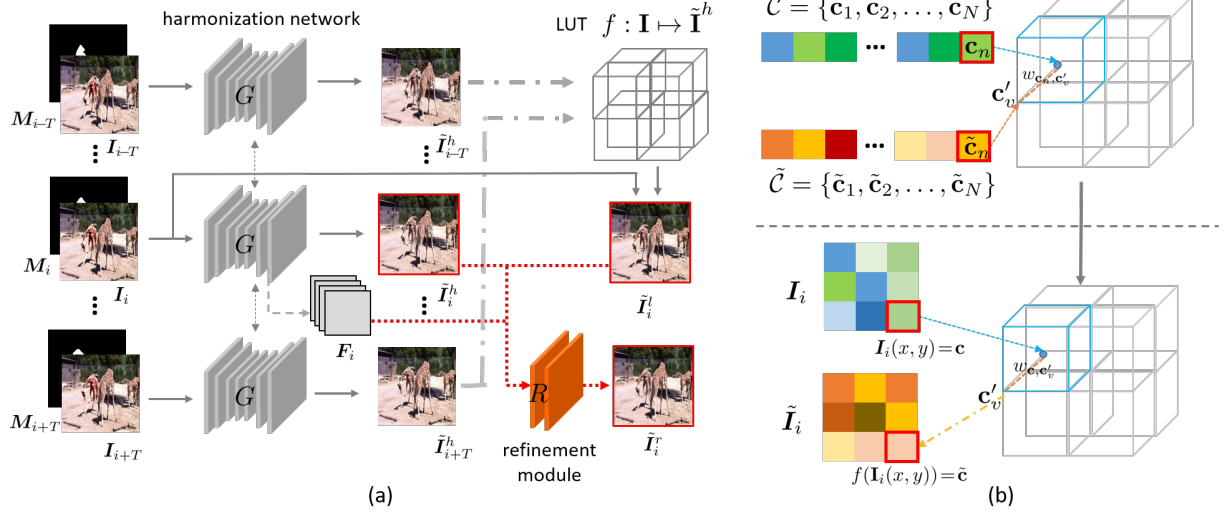 harmonization network
LUT f : I ↦ Ĩ^h
G
M_{i-T}
I_{i-T}
Ĩ^h_{i-T}
G
M_i
I_i
Ĩ^h_i
Ĩ^l_i
F_i
G
R
M_{i+T}
I_{i+T}
Ĩ^h_{i+T}
Ĩ^r_i
refinement
module
(a)
C = {c_1, c_2, . . . , c_N}
c_n
w_{c_n,c′_v}
c′_v
c̃_n
C̃ = {c̃_1, c̃_2, . . . , c̃_N}
I_i
I_i(x, y)=c
w_{c,c′_v}
c′_v
Ĩ_i
f(I_i(x, y))=c̃
(b)